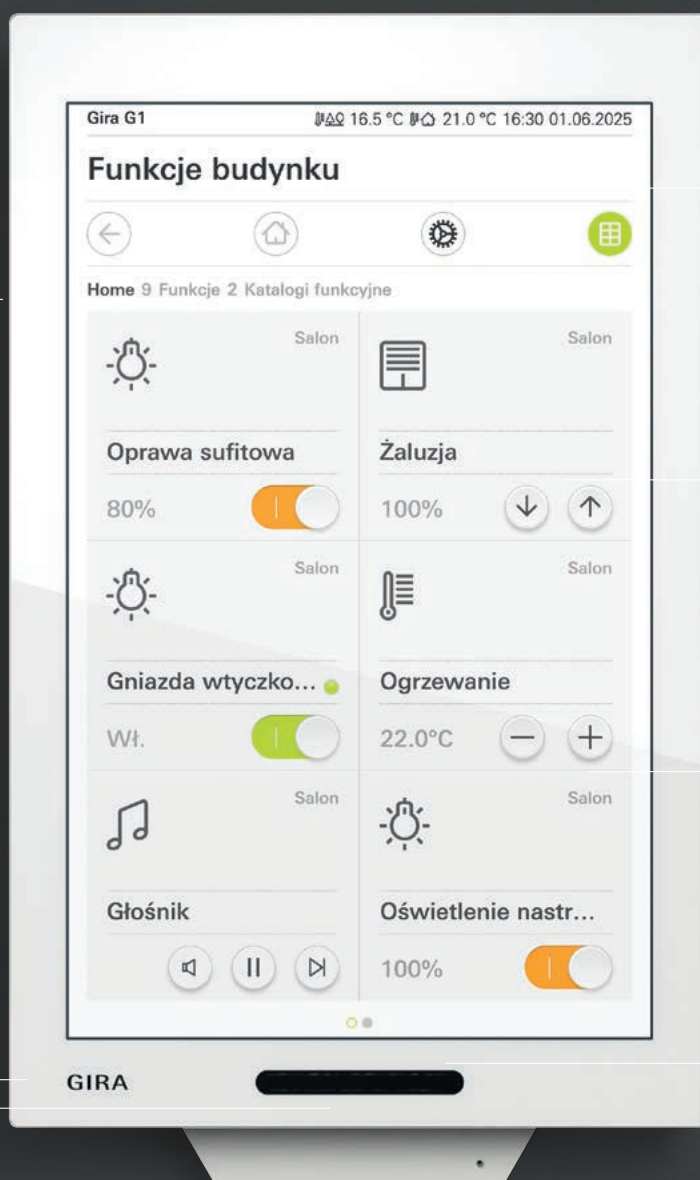 Gira G1 16.5 °C 21.0 °C 16:30 01.06.2025
Funkcje budynku
Home 9 Funkcje 2 Katalogi funkcyjne
Salon Salon
Oprawa sufitowa Żaluzja
80% 100%
Salon Salon
Gniazda wtyczko... Ogrzewanie
Wł. 22.0°C
Salon Salon
Głośnik Oświetlenie nastr...
100%
GIRA